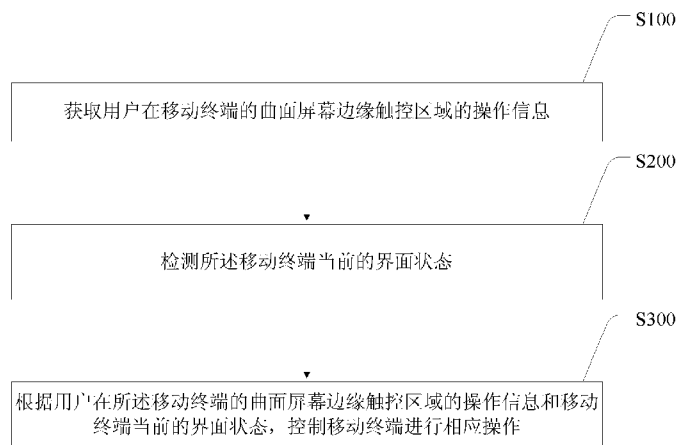 S100
获取用户在移动终端的曲面屏幕边缘触控区域的操作信息
S200
检测所述移动终端当前的界面状态
S300
根据用户在所述移动终端的曲面屏幕边缘触控区域的操作信息和移动
终端当前的界面状态，控制移动终端进行相应操作